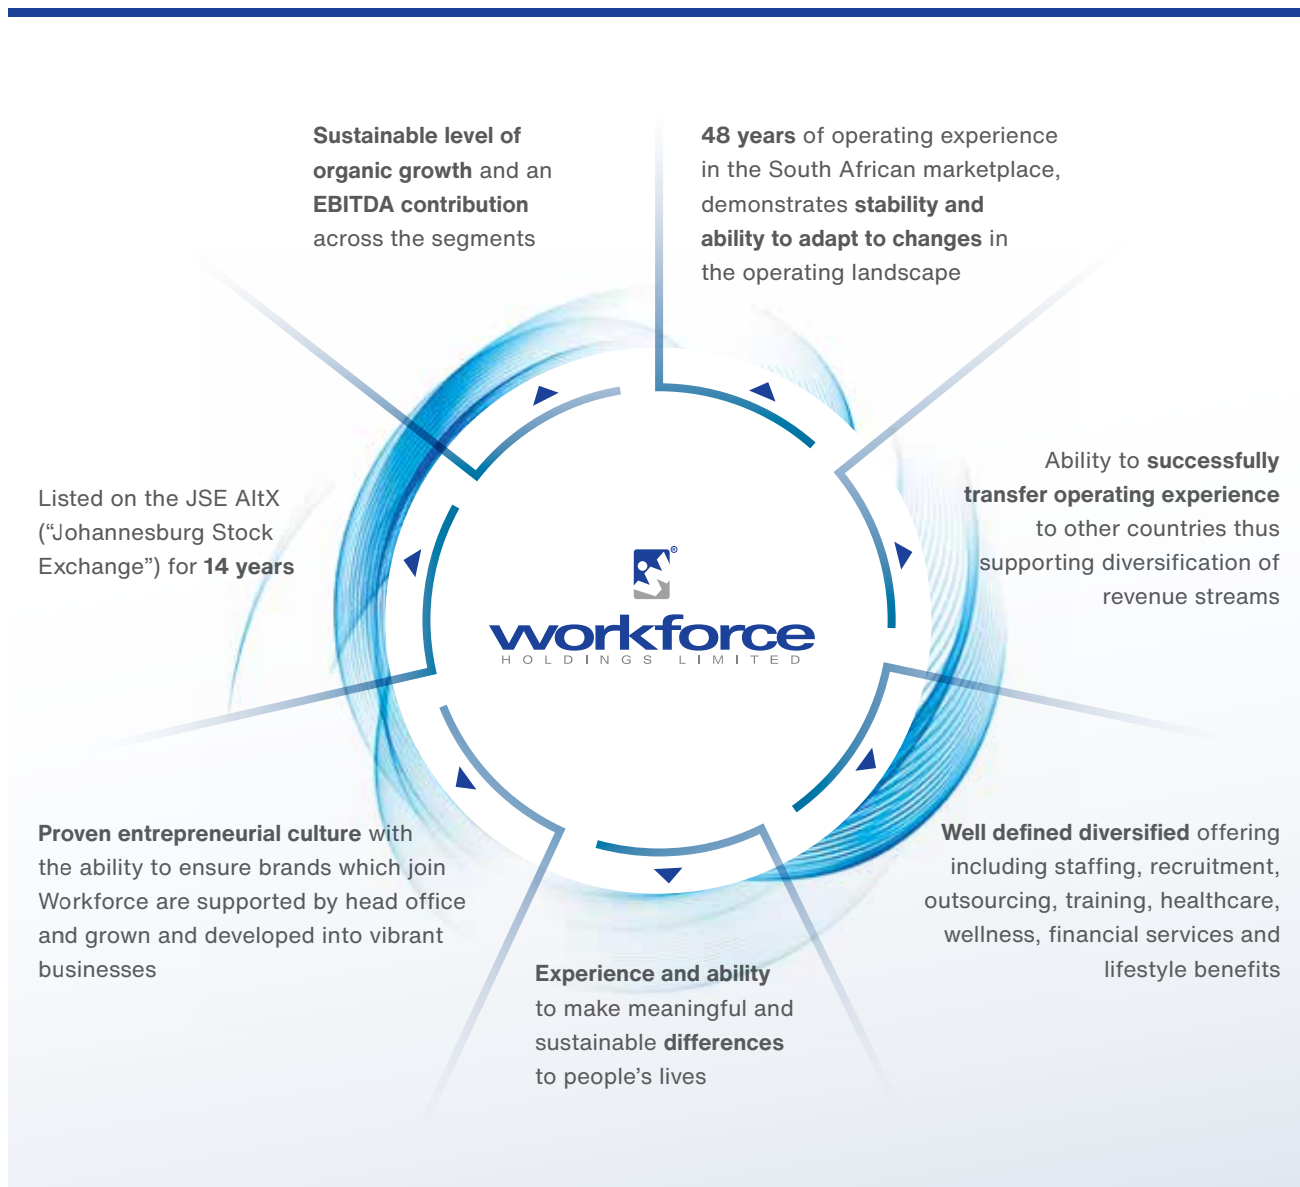 Sustainable level of
organic growth and an
EBITDA contribution
across the segments
48 years of operating experience
in the South African marketplace,
demonstrates stability and
ability to adapt to changes in
the operating landscape
Ability to successfully
transfer operating experience
to other countries thus
supporting diversification of
revenue streams
Listed on the JSE AltX
(“Johannesburg Stock
Exchange”) for 14 years
®
workforce
HOLDINGS LIMITED
Proven entrepreneurial culture with
the ability to ensure brands which join
Workforce are supported by head office
and grown and developed into vibrant
businesses
Well defined diversified offering
including staffing, recruitment,
outsourcing, training, healthcare,
wellness, financial services and
lifestyle benefits
Experience and ability
to make meaningful and
sustainable differences
to people’s lives